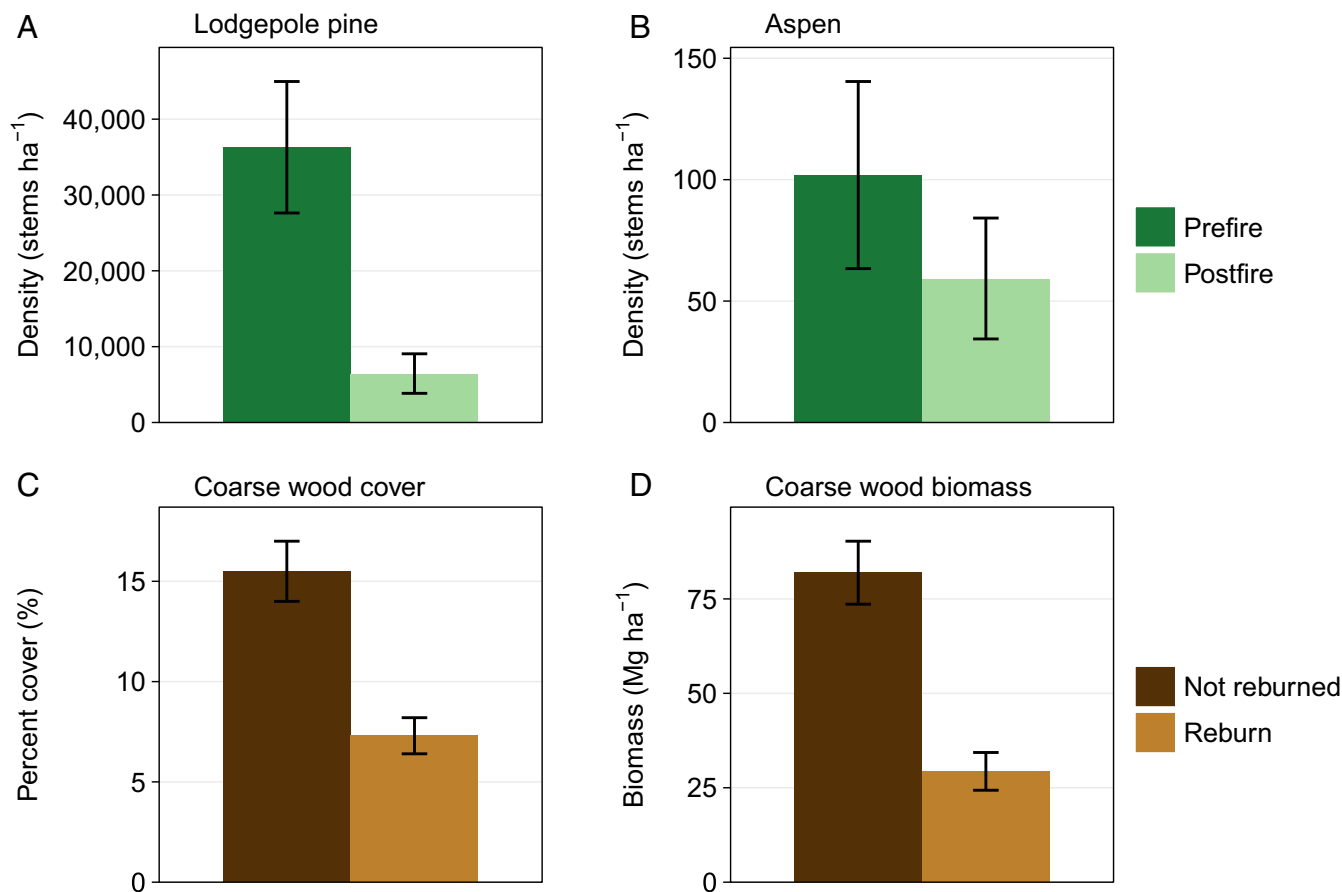 A Lodgepole pine
Density (stems ha⁻¹)
40,000
30,000
20,000
10,000
0
B Aspen
Density (stems ha⁻¹)
150
100
50
0
Prefire
Postfire
C Coarse wood cover
Percent cover (%)
15
10
5
0
D Coarse wood biomass
Biomass (Mg ha⁻¹)
75
50
25
0
Not reburned
Reburn